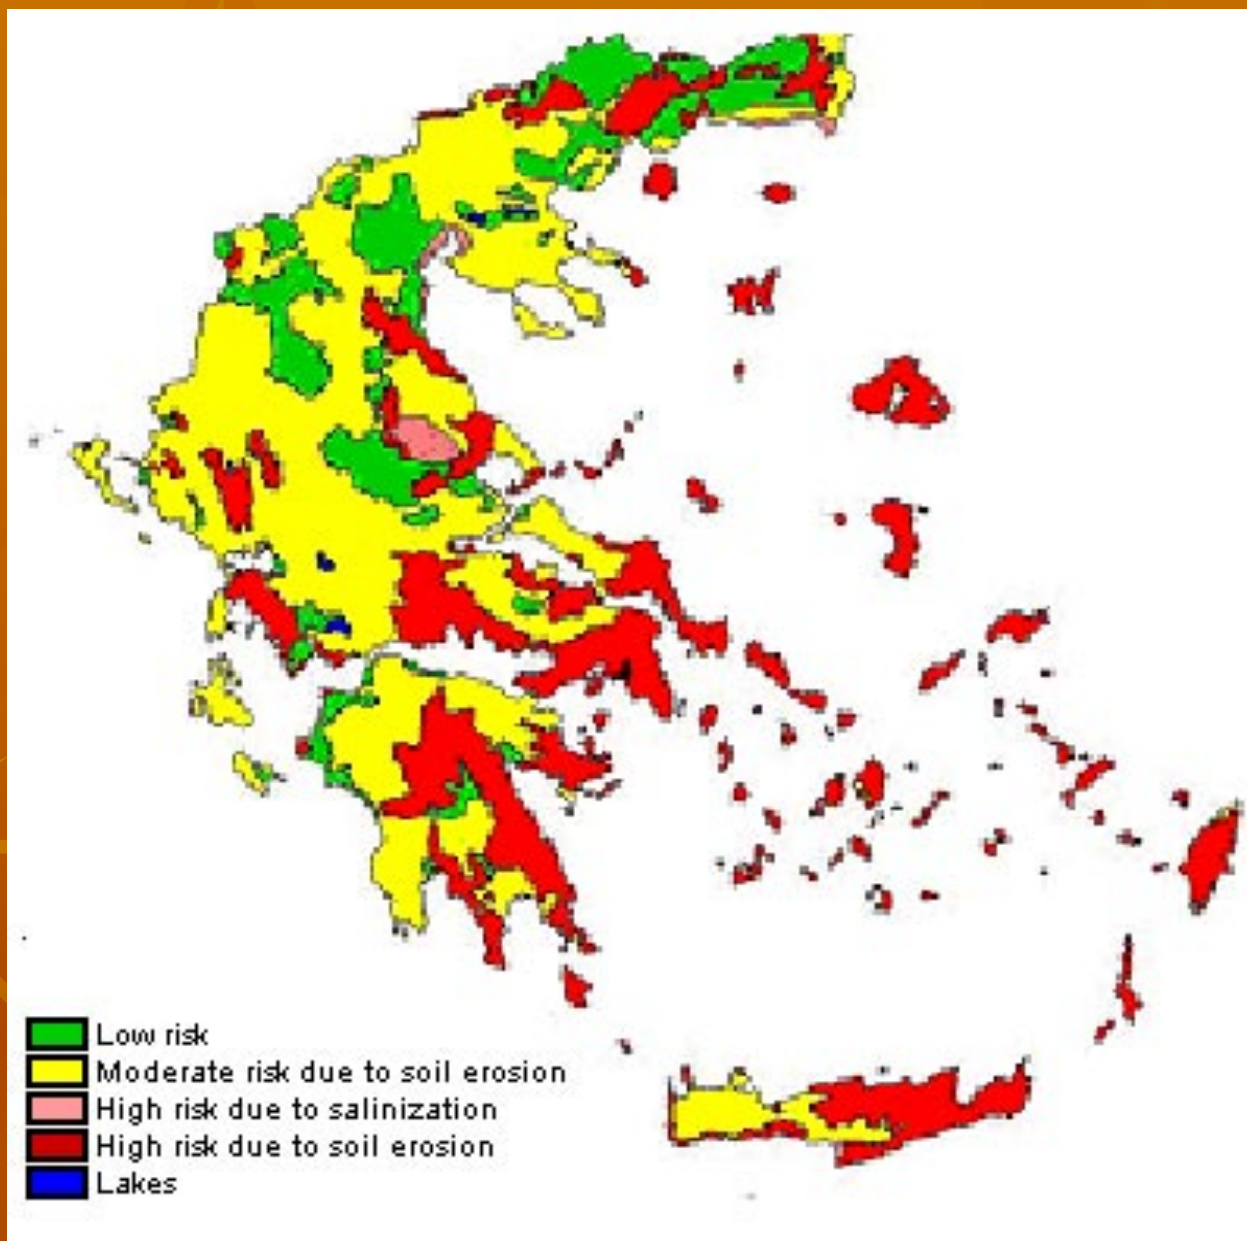 Low risk
Moderate risk due to soil erosion
High risk due to salinization
High risk due to soil erosion
Lakes